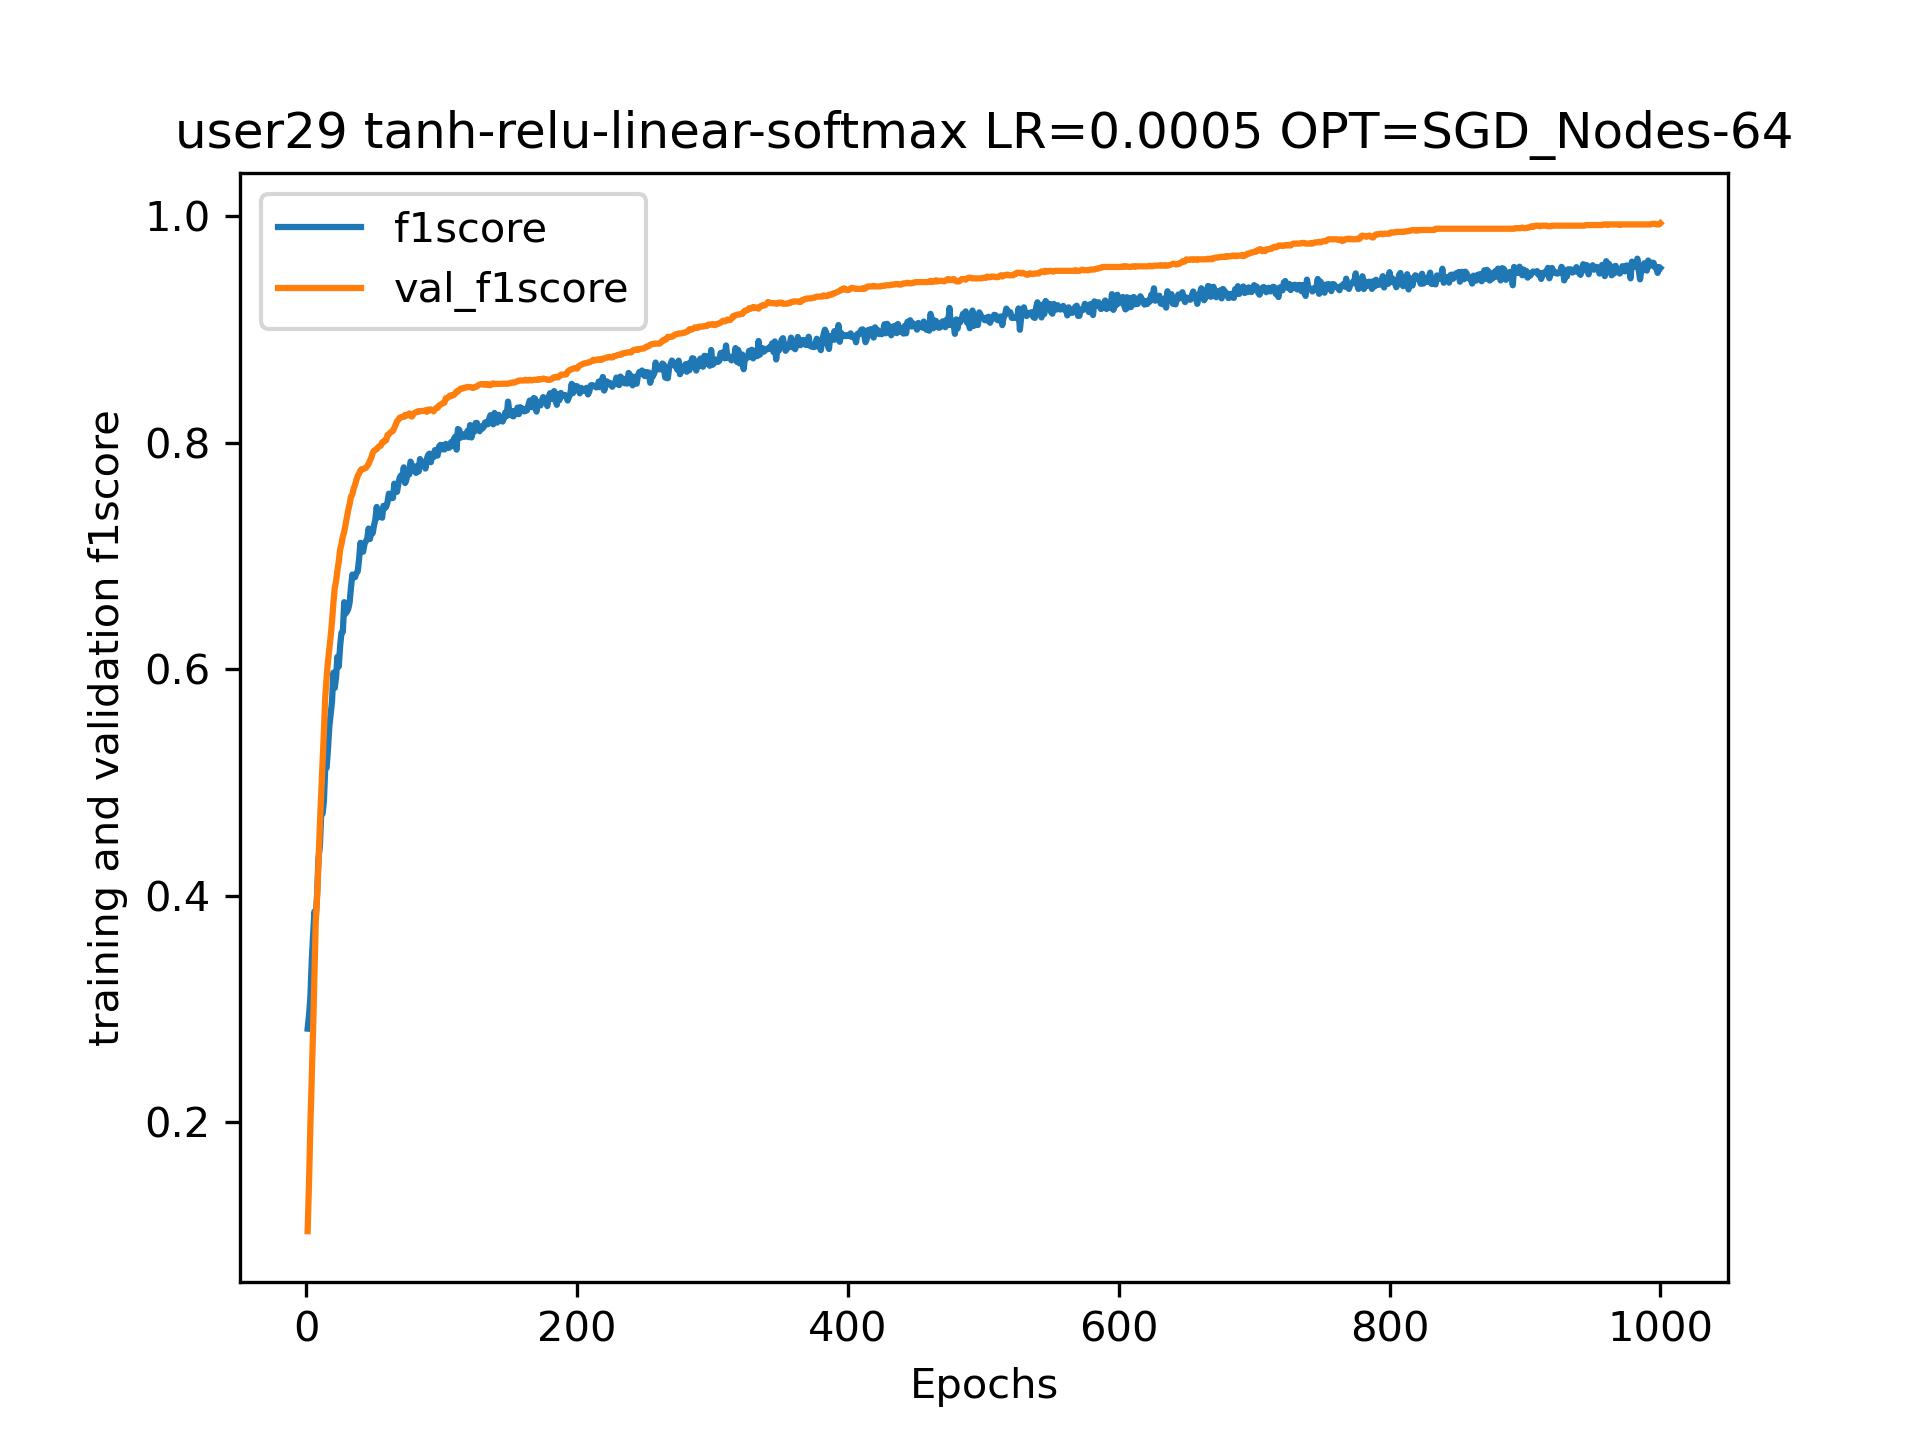 user29 tanh-relu-linear-softmax LR=0.0005 OPT=SGD_Nodes-64
f1score
val_f1score
training and validation f1score
1.0
0.8
0.6
0.4
0.2
0 200 400 600 800 1000
Epochs